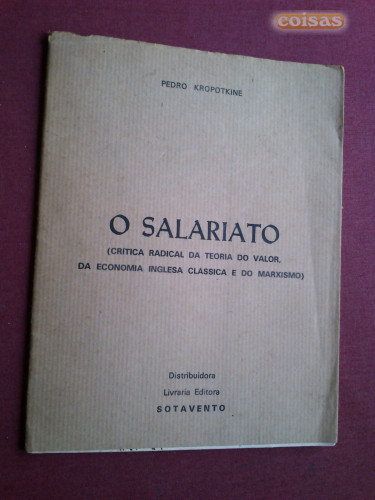 coisas
PEDRO KROPOTKINE
O SALARIATO
(CRITICA RADICAL DA TEORIA DO VALOR,
DA ECONOMIA INGLESA CLÁSSICA E DO MARXISMO)
Distribuidora
Livraria Editora
SOTAVENTO